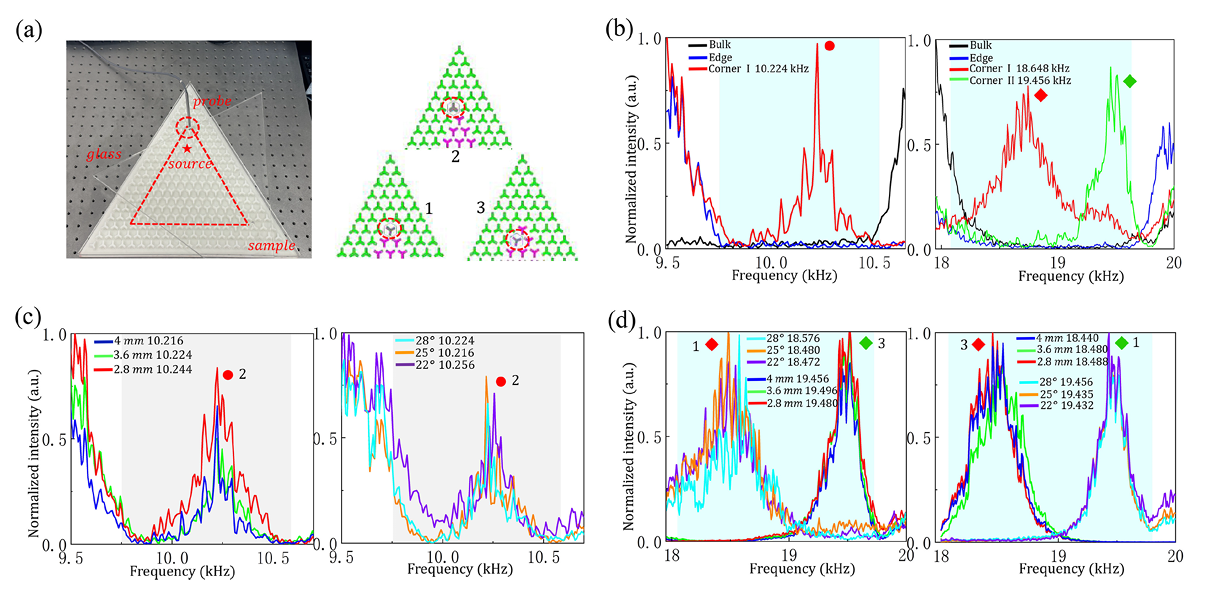 (a)
probe
glass
source
sample
2
1
3
(b)
Normalized intensity (a.u.)
1.0
0.5
0.0
9.5
10.0
10.5
Frequency (kHz)
Bulk
Edge
Corner I 10.224 kHz
1.0
0.5
0.0
18
19
20
Frequency (kHz)
Bulk
Edge
Corner I 18.648 kHz
Corner II 19.456 kHz
(c)
Normalized intensity (a.u.)
1.0
0.5
0.0
9.5
10.0
10.5
Frequency (kHz)
4 mm 10.216
3.6 mm 10.224
2.8 mm 10.244
2
1.0
0.5
0.0
9.5
10.0
10.5
Frequency (kHz)
28° 10.224
25° 10.216
22° 10.256
2
(d)
Normalized intensity (a.u.)
1.0
0.5
0.0
18
19
20
Frequency (kHz)
1
28° 18.576
25° 18.480
22° 18.472
4 mm 19.456
3.6 mm 19.496
2.8 mm 19.480
3
1.0
0.5
0.0
18
19
20
Frequency (kHz)
3
4 mm 18.440
3.6 mm 18.480
2.8 mm 18.488
28° 19.456
25° 19.435
22° 19.432
1